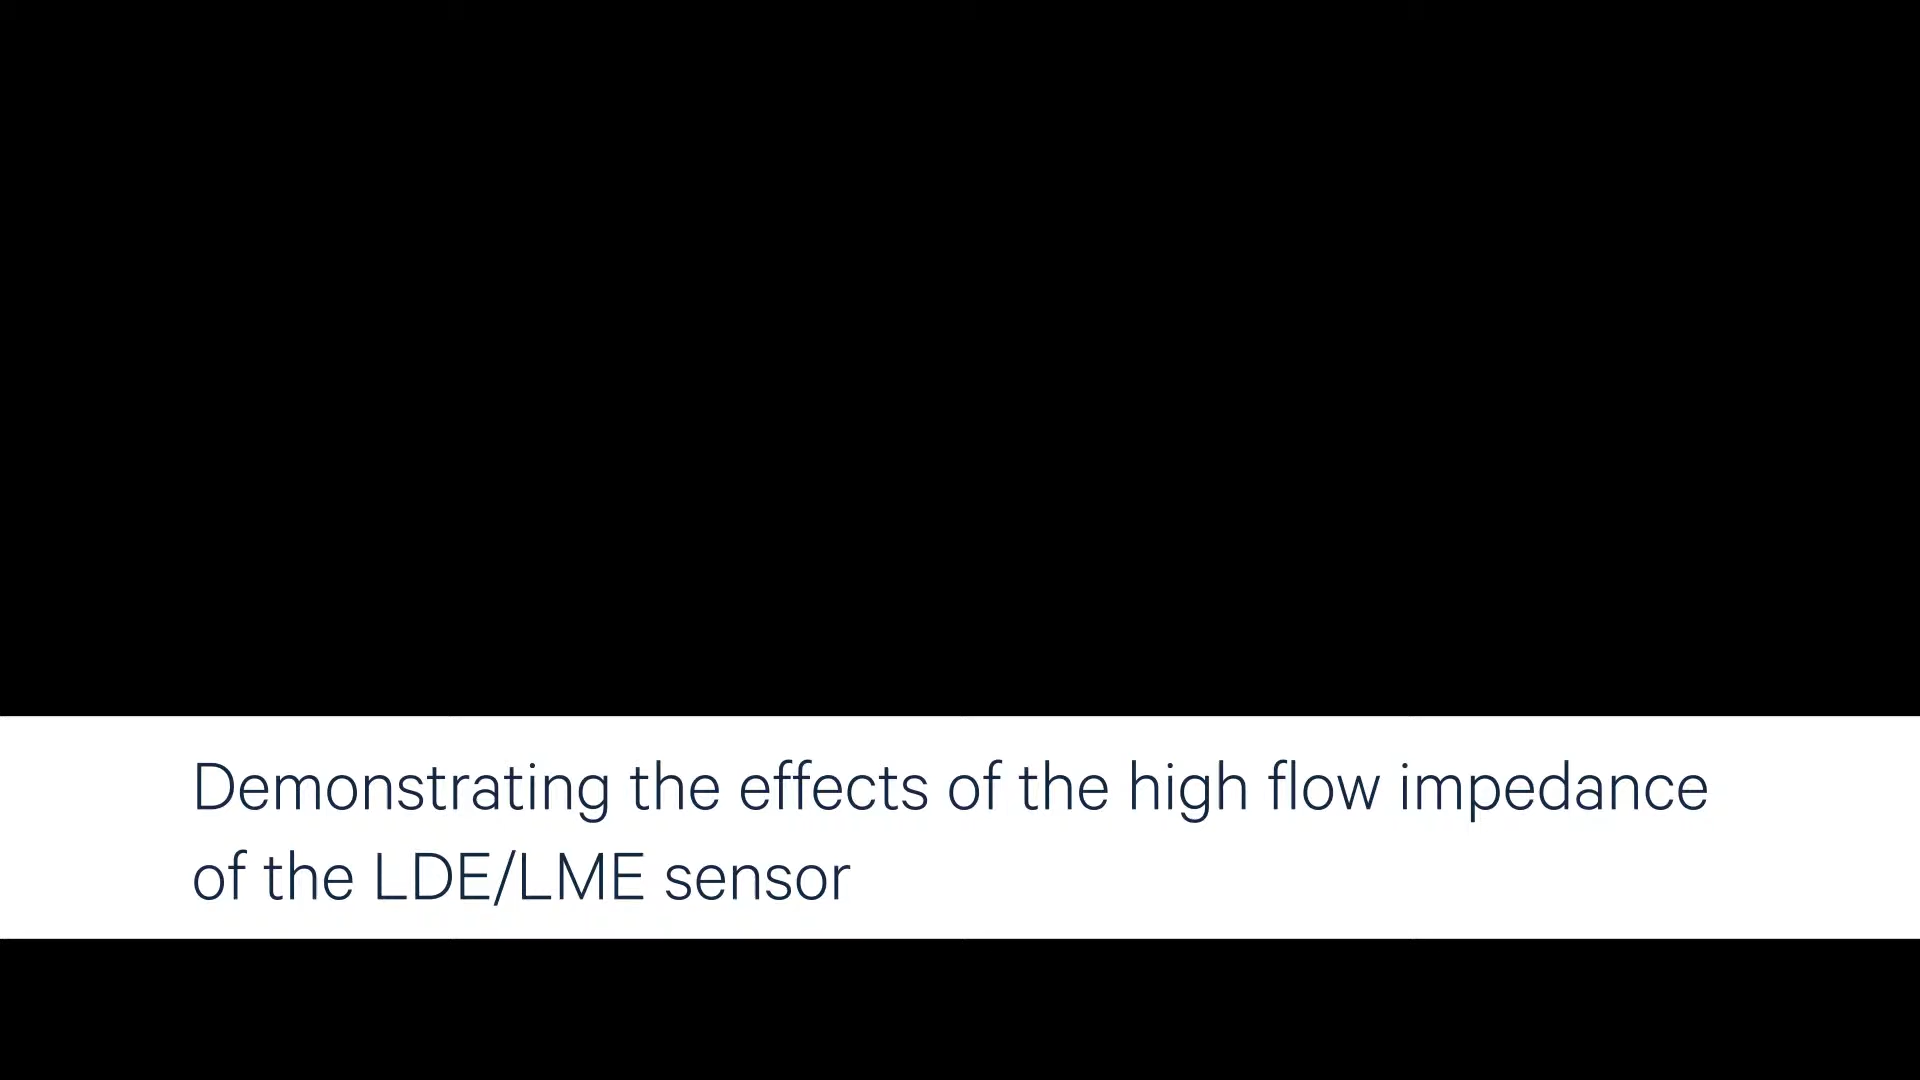 Demonstrating the effects of the high flow impedance
of the LDE/LME sensor